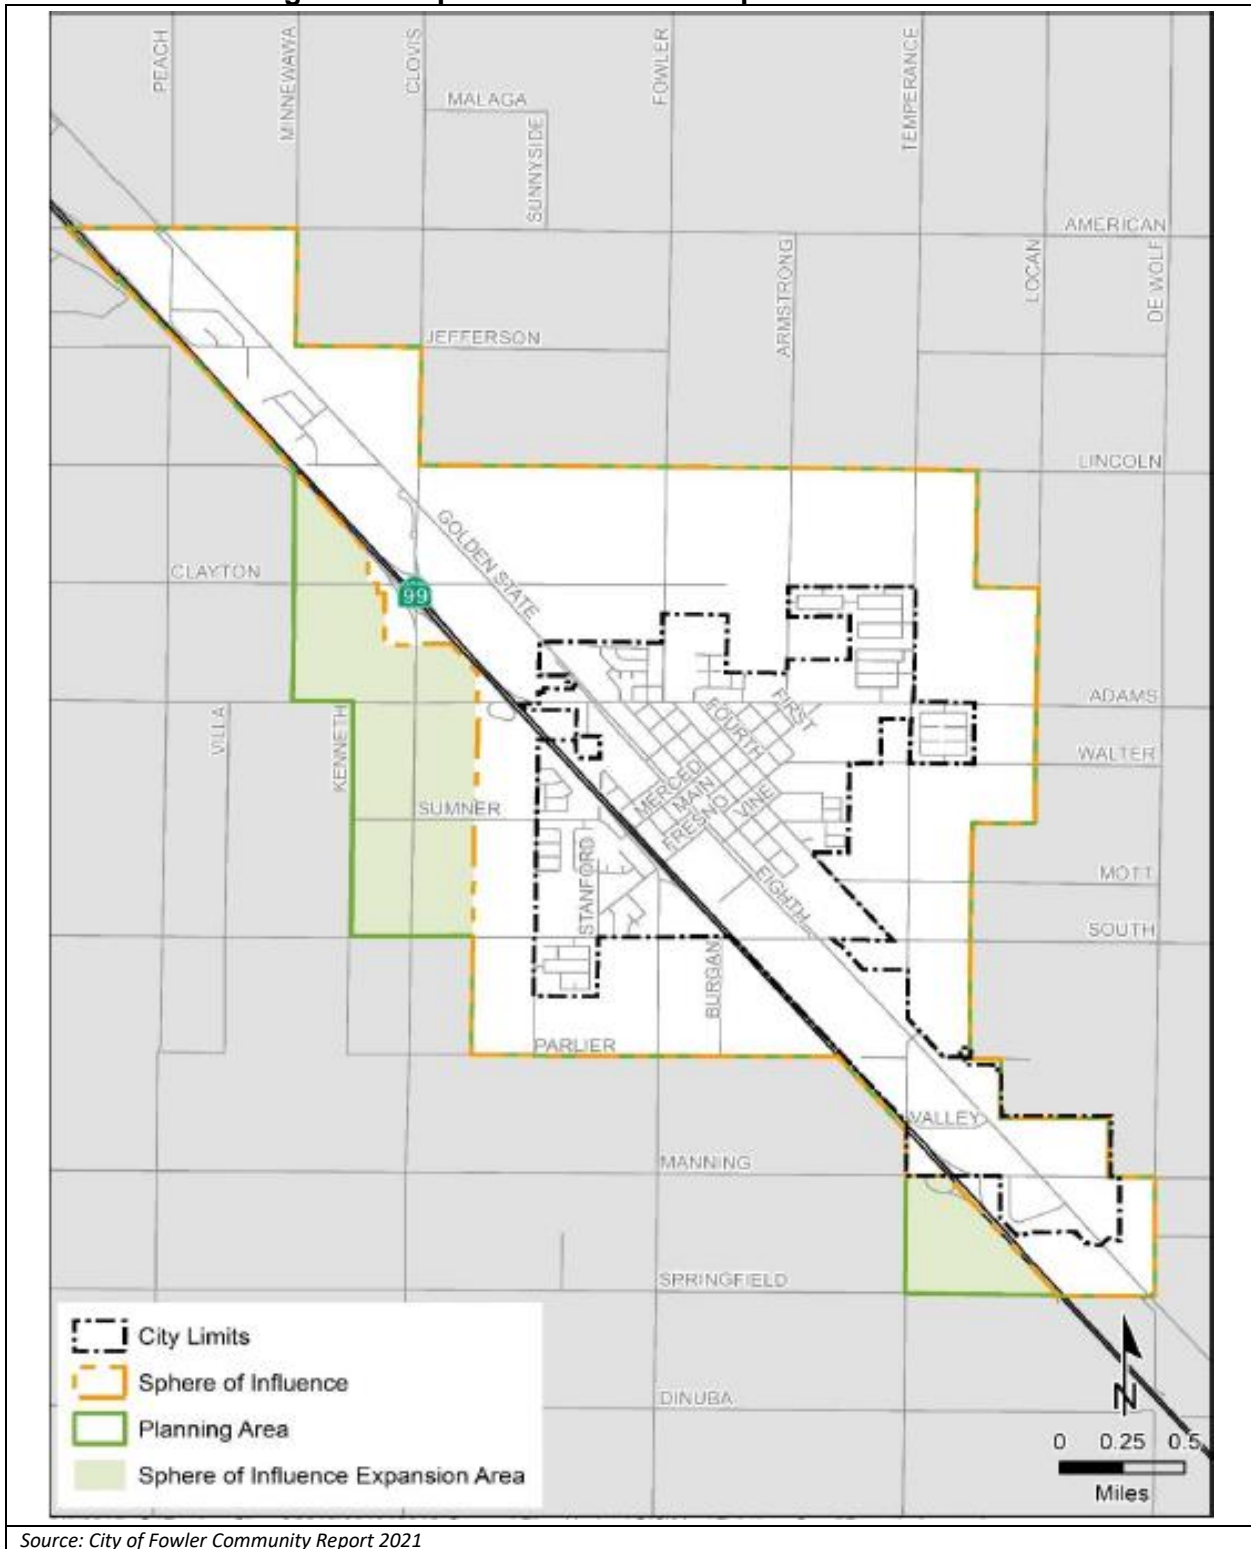 PEACH
MINNEWAWA
CLOVIS
FOWLER
TEMPERANCE
MALAGA
SUNNYSIDE
AMERICAN
ARMSTRONG
LOCAN
DE WOLF
JEFFERSON
LINCOLN
GOLDEN STATE
CLAYTON
99
ADAMS
FIRST
FOURTH
VILLA
KENNETH
WALTER
MERCED
MAIN
FRESNO
VINE
SUMNER
STANFORD
EIGHTH
MOTT
SOUTH
BURGAN
PARLIER
VALLEY
MANNING
SPRINGFIELD
DINUBA
City Limits
Sphere of Influence
Planning Area
Sphere of Influence Expansion Area
N
0 0.25 0.5
Miles
Source: City of Fowler Community Report 2021